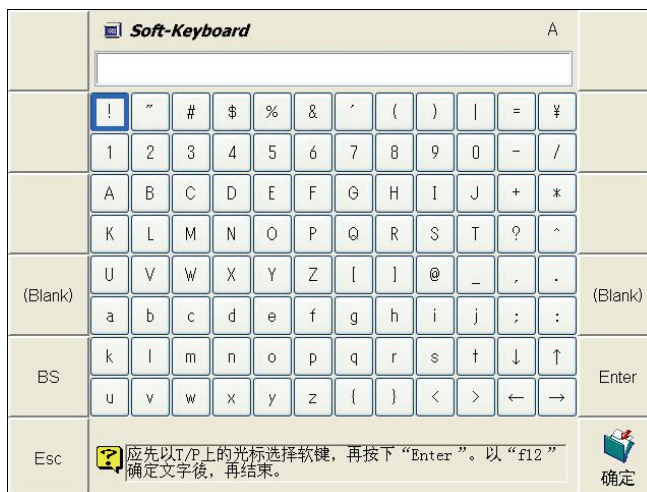 Soft-Keyboard A
! ″ # $ % & ′ ( ) | = ¥
1 2 3 4 5 6 7 8 9 0 - /
A B C D E F G H I J + *
K L M N O P Q R S T ? ^
(Blank) U V W X Y Z [ ] @ _ , . (Blank)
a b c d e f g h i j ; :
BS k l m n o p q r s t ↓ ↑ Enter
u v w x y z { } < > ← →
Esc 应先以T/P上的光标选择软键，再按下“Enter”。以“f12”
确定文字後，再结束。 确定